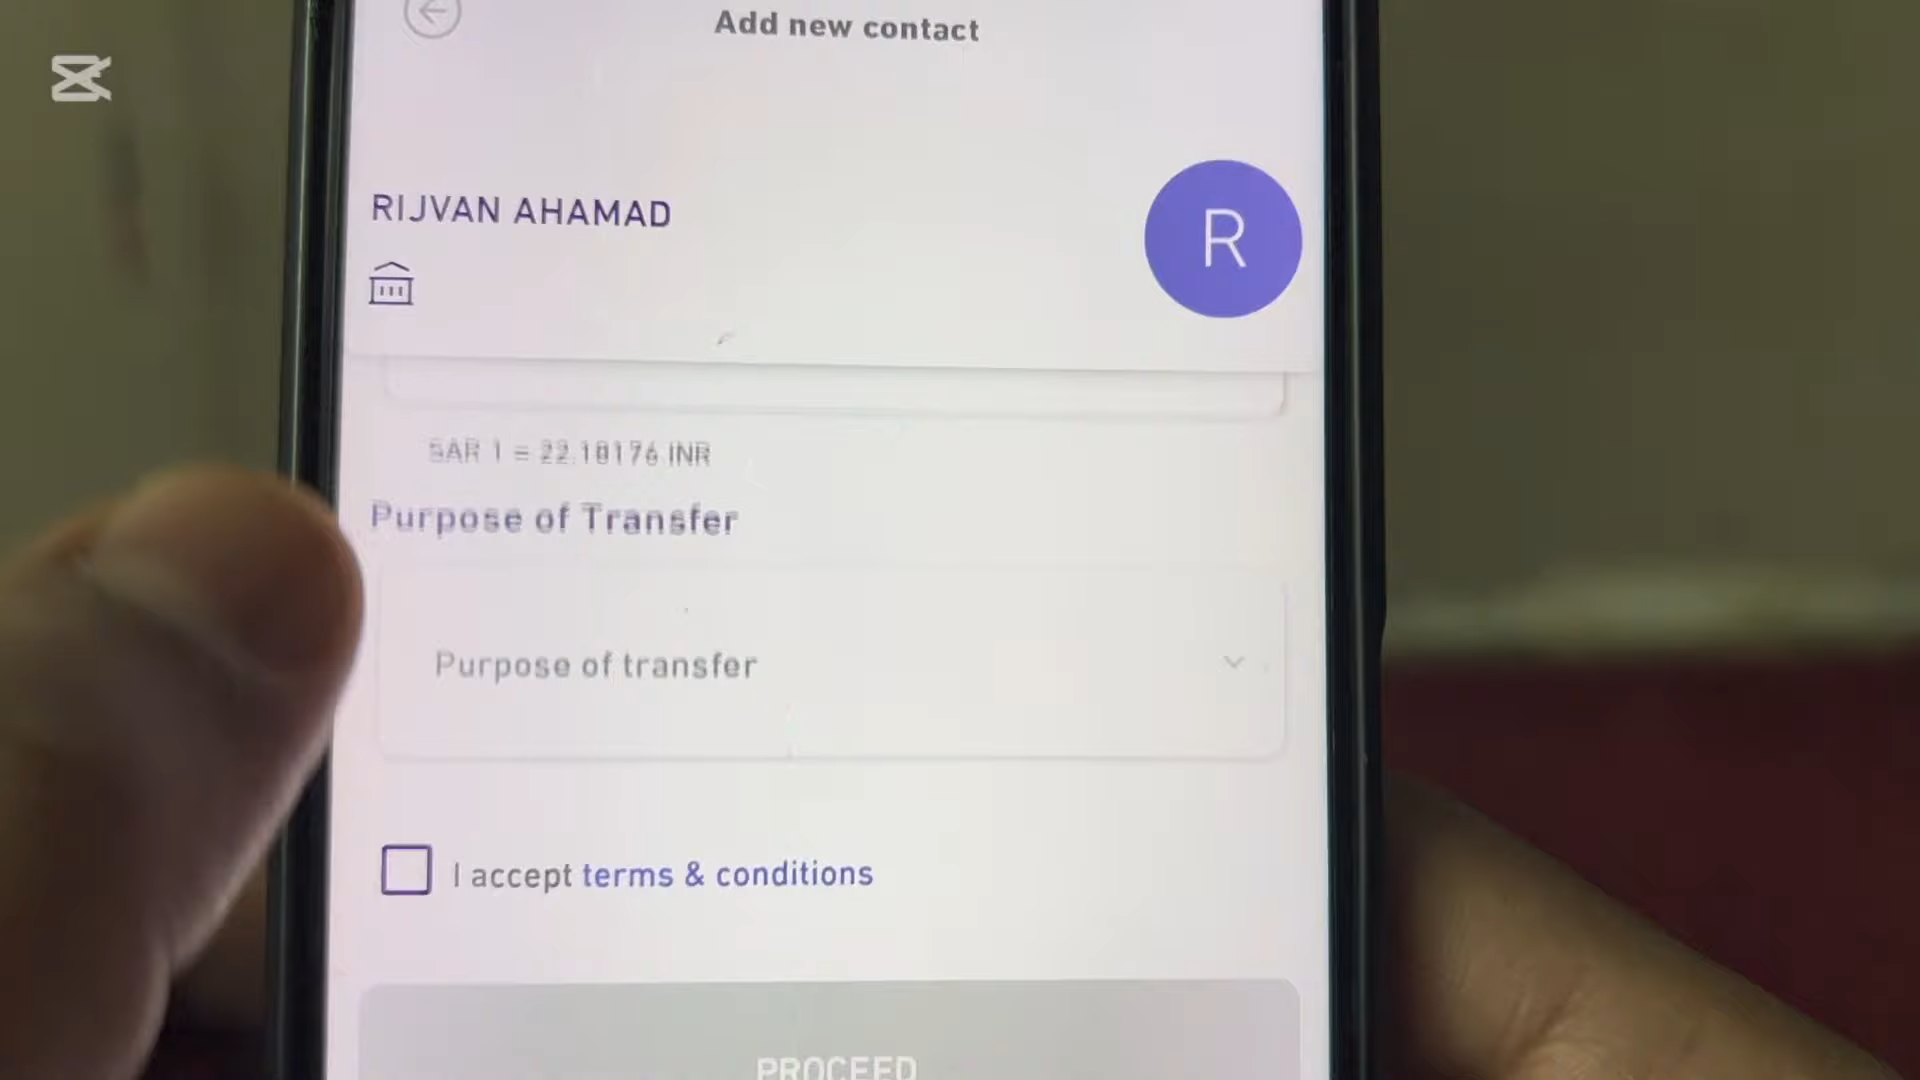 Add new contact
RIJVAN AHAMAD
R
SAR 1 = 22.18176 INR
Purpose of Transfer
Purpose of transfer
I accept terms & conditions
PROCEED